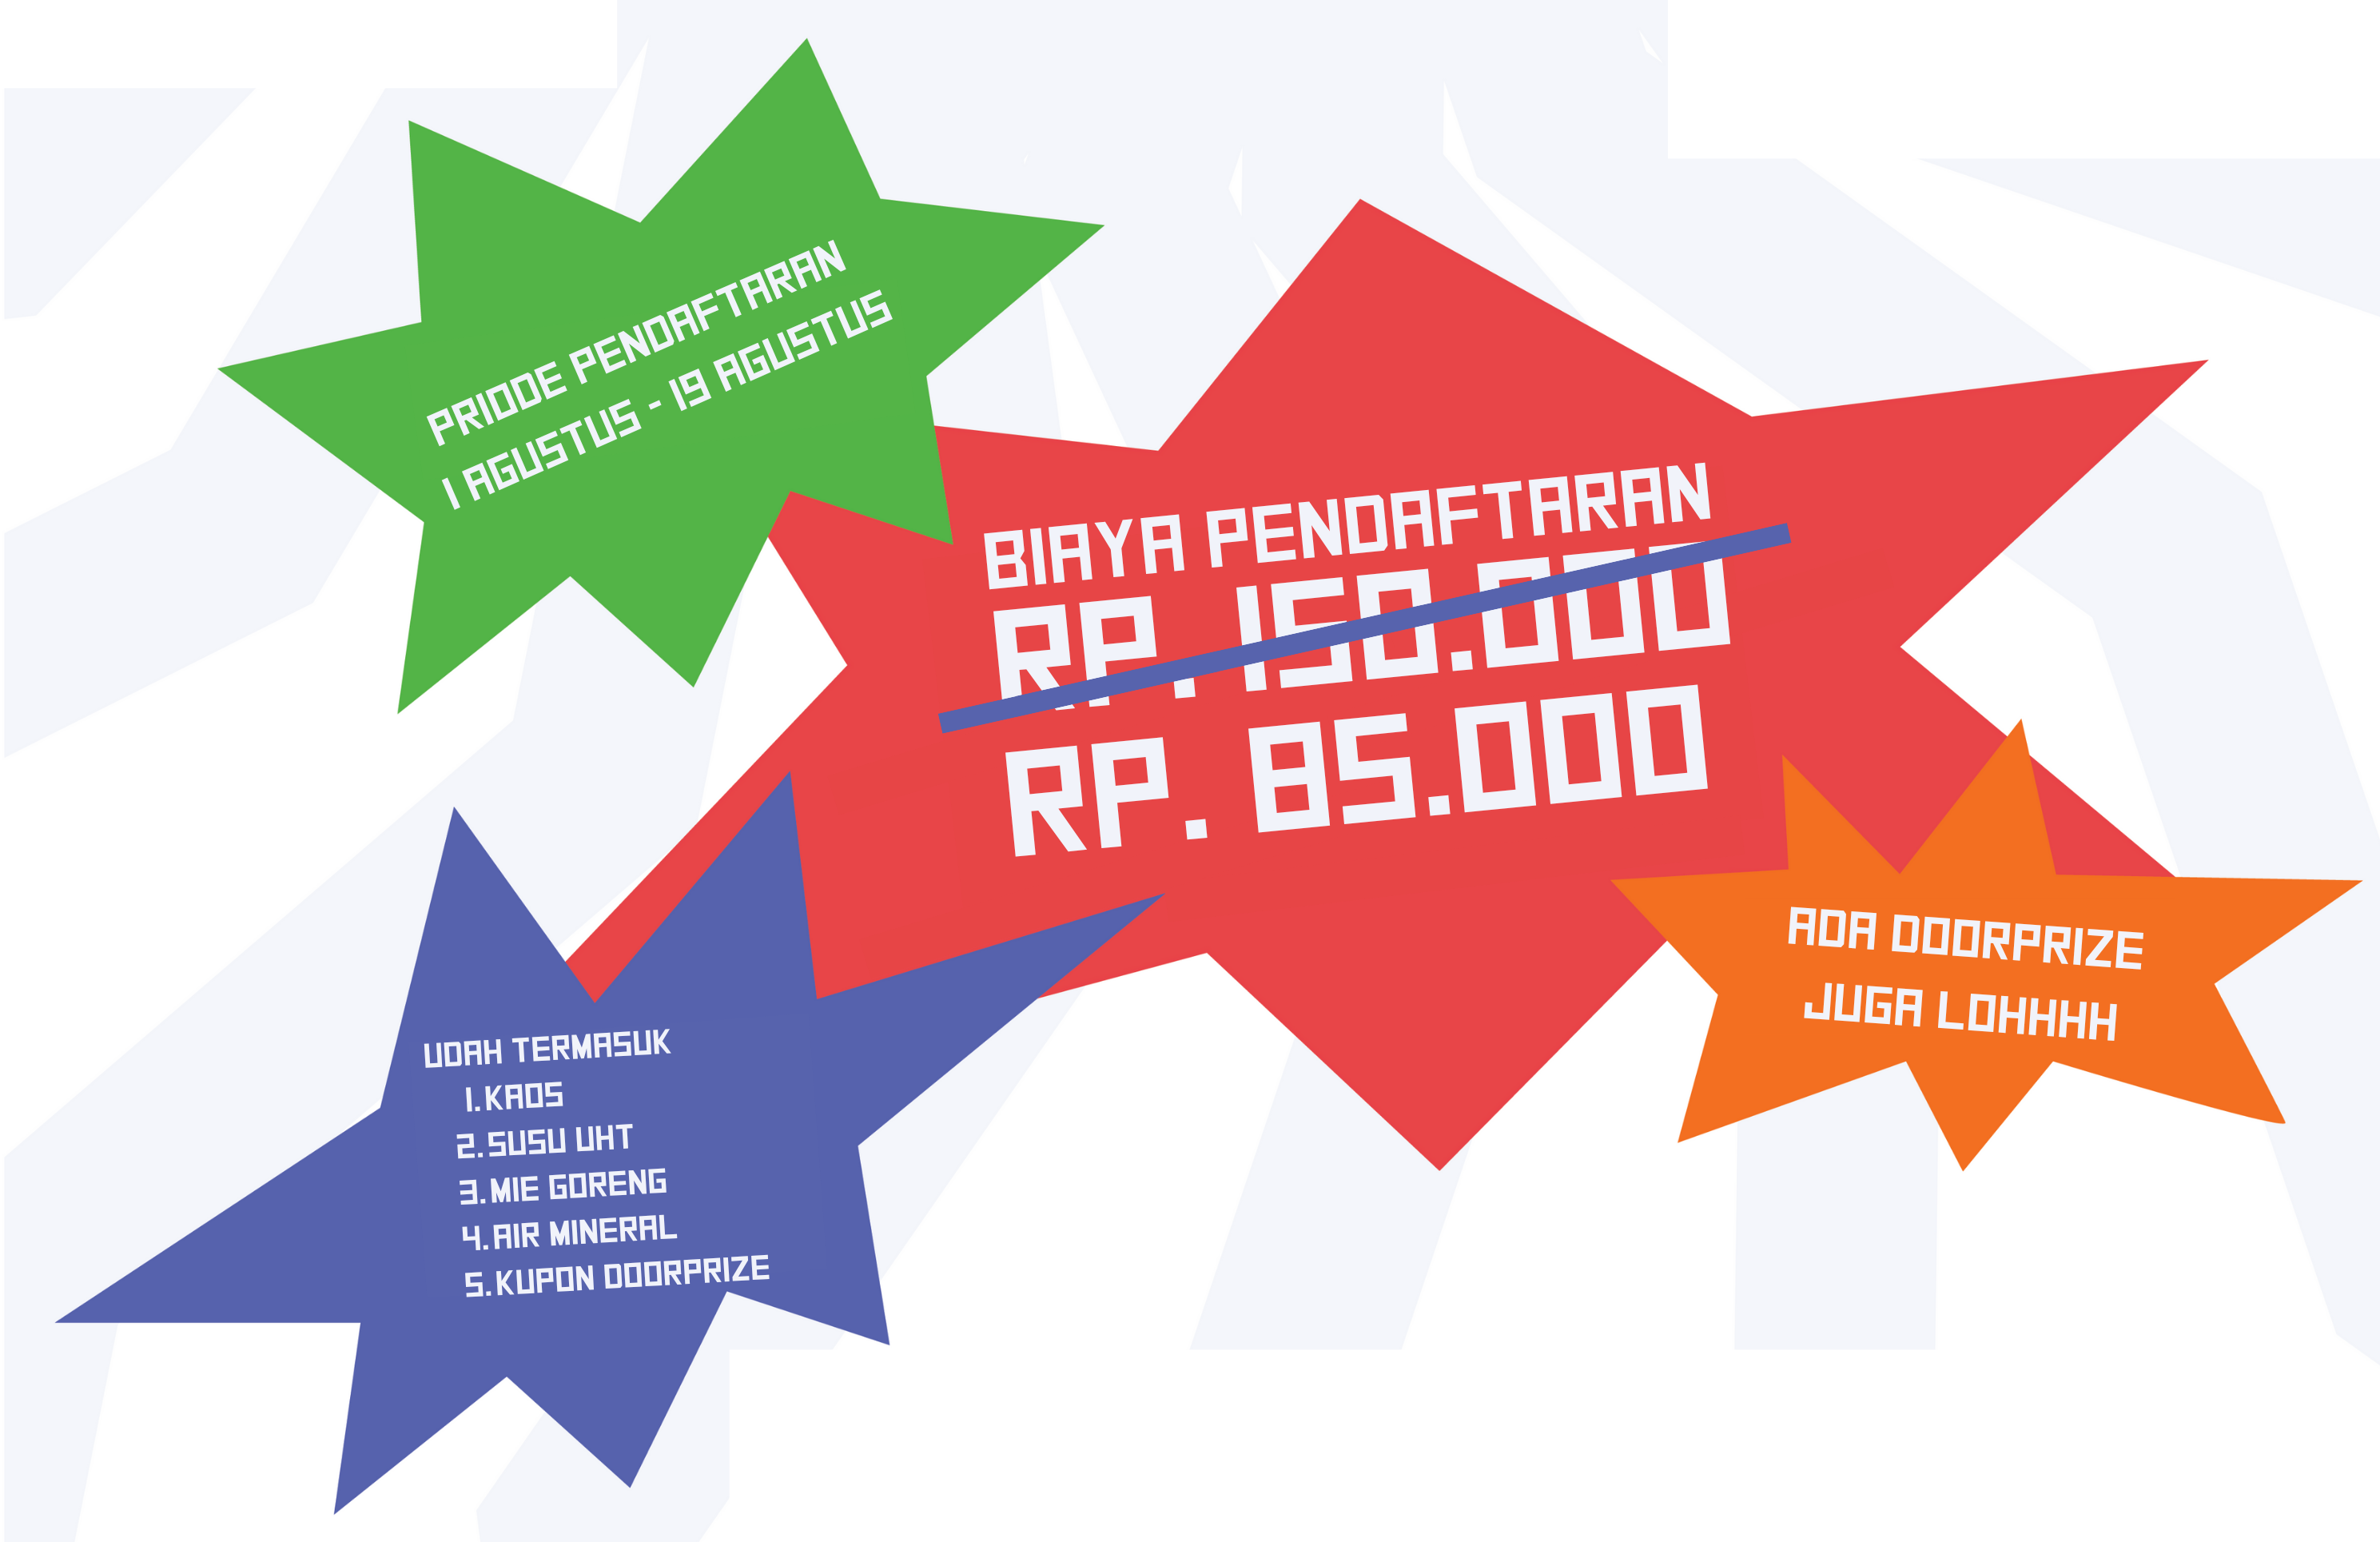 PRIODE PENDAFTARAN
1 AGUSTUS - 19 AGUSTUS
BIAYA PENDAFTARAN
RP. 150.000
RP. 85.000
ADA DOORPRIZE
JUGA LOHHHH
UDAH TERMASUK
1.KAOS
2.SUSU UHT
3.MIE GORENG
4.AIR MINERAL
5.KUPON DOORPRIZE